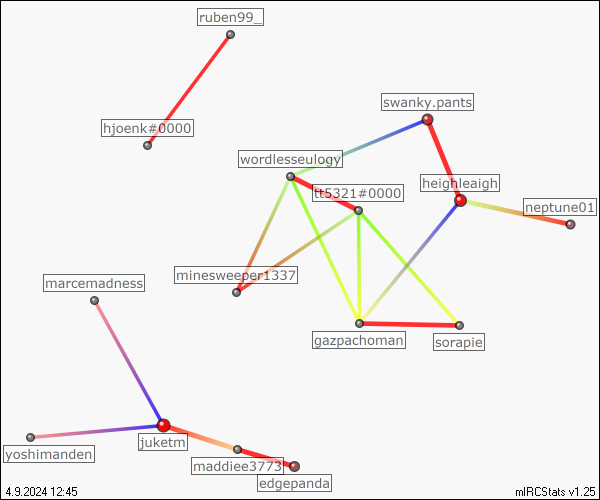 ruben99_
swanky.pants
hjoenk#0000
wordlesseulogy
heighleaigh
tt5321#0000
neptune01
minesweeper1337
marcemadness
gazpachoman
sorapie
juketm
yoshimanden
maddiee3773
edgepanda
4.9.2024 12:45
mIRCStats v1.25